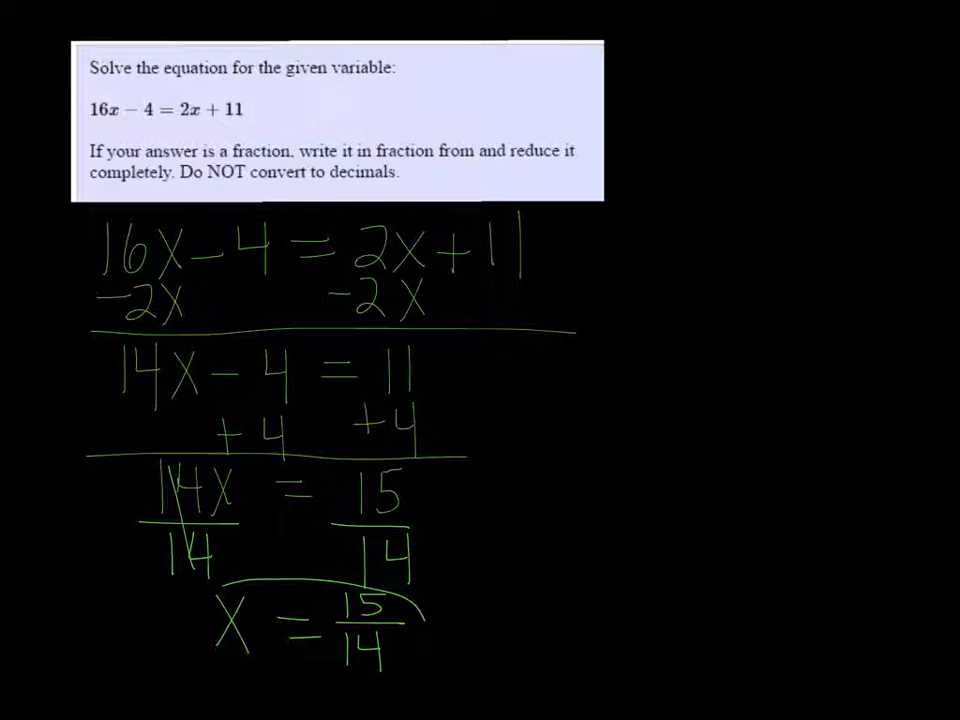 Solve the equation for the given variable:
16x − 4 = 2x + 11
If your answer is a fraction, write it in fraction from and reduce it
completely. Do NOT convert to decimals.
16x - 4 = 2x + 11
-2x -2x
14x - 4 = 11
+ 4 +4
14x = 15
14 14
x = 15
14